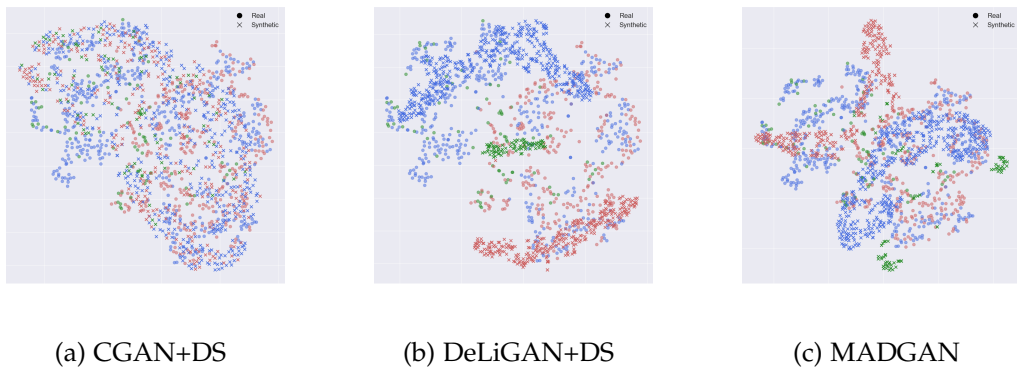 Real
Synthetic
Real
Synthetic
Real
Synthetic
(a) CGAN+DS
(b) DeLiGAN+DS
(c) MADGAN